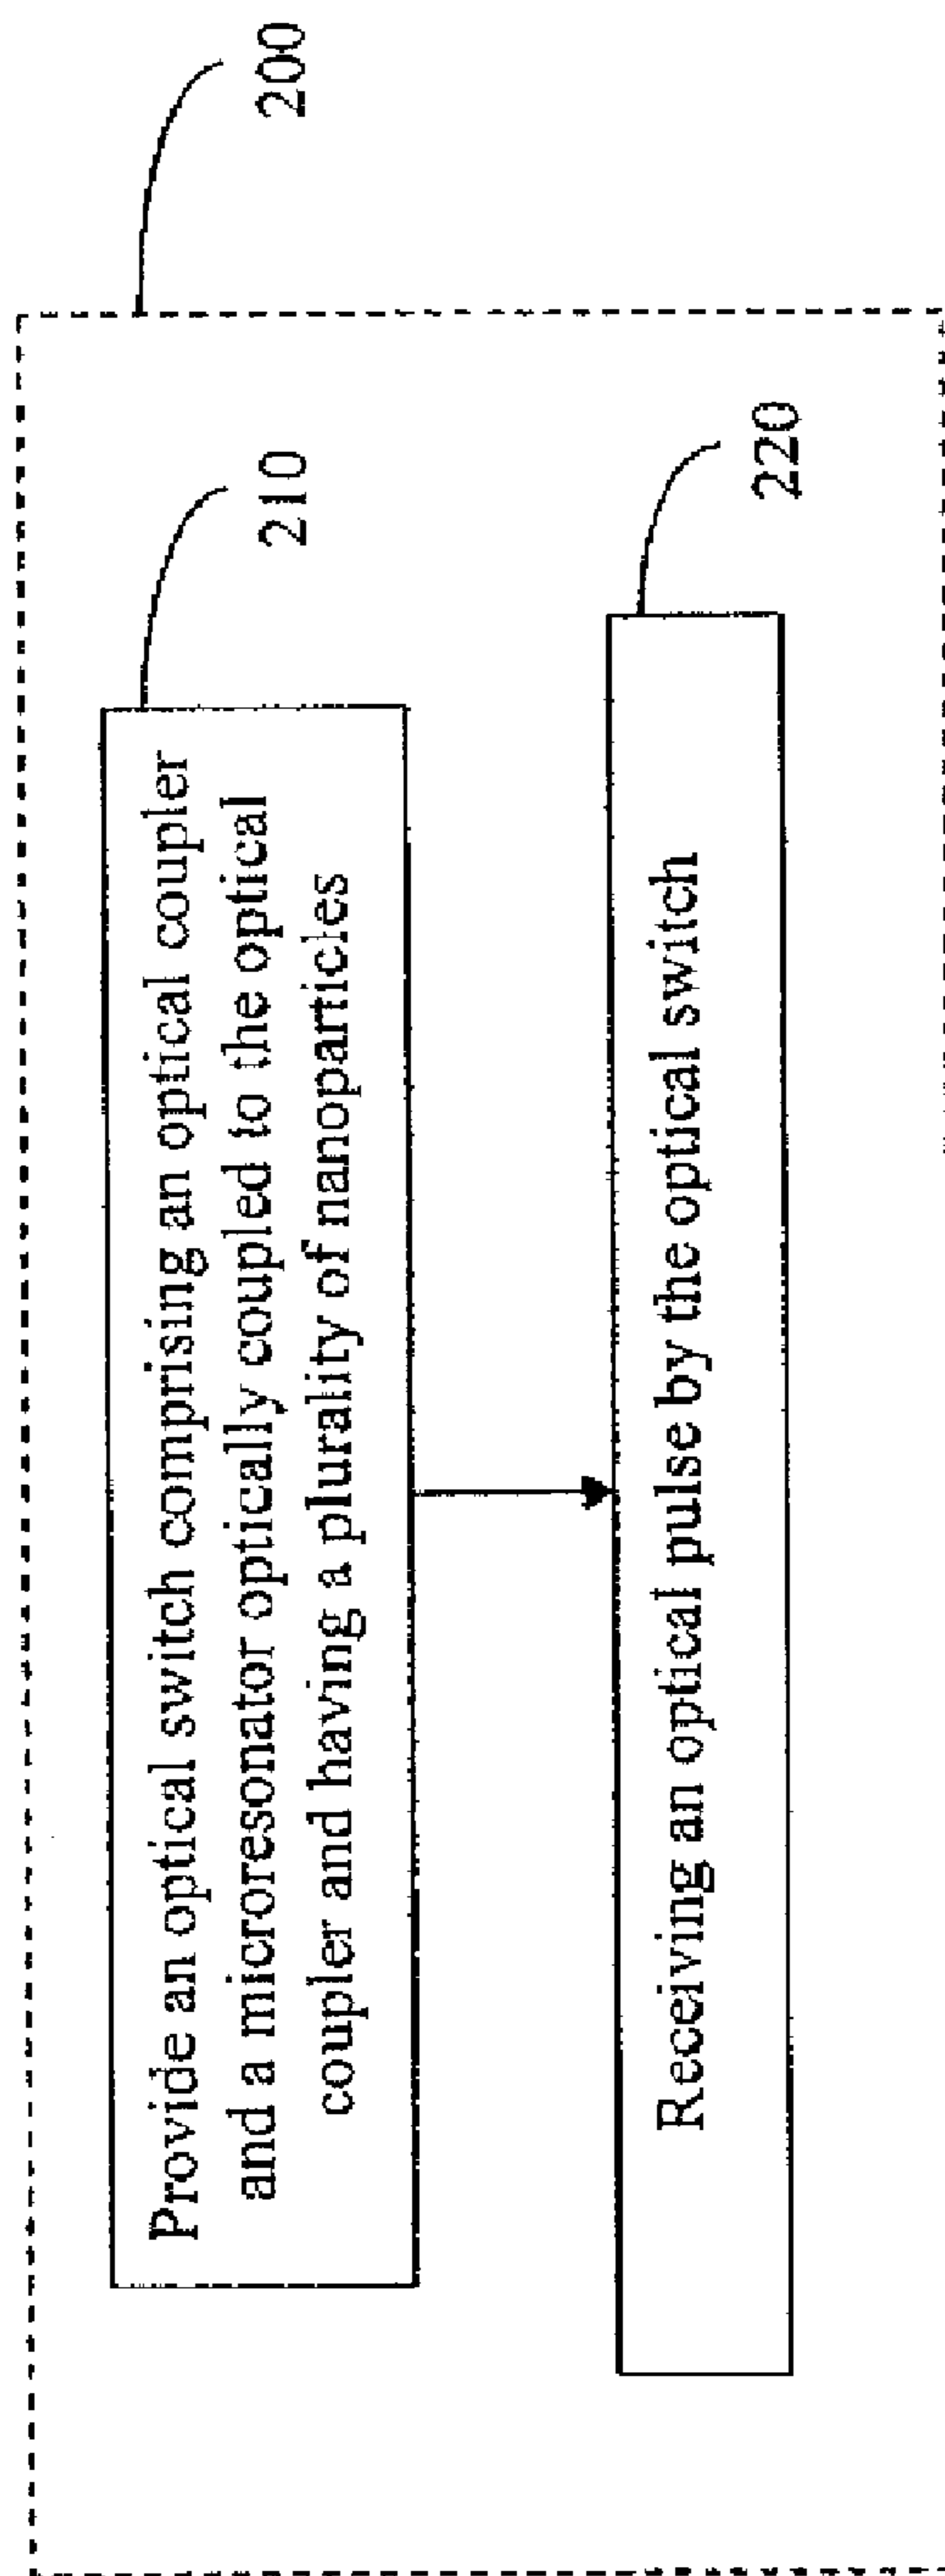 200
210
Provide an optical switch comprising an optical coupler
and a microresonator optically coupled to the optical
coupler and having a plurality of nanoparticles
220
Receiving an optical pulse by the optical switch